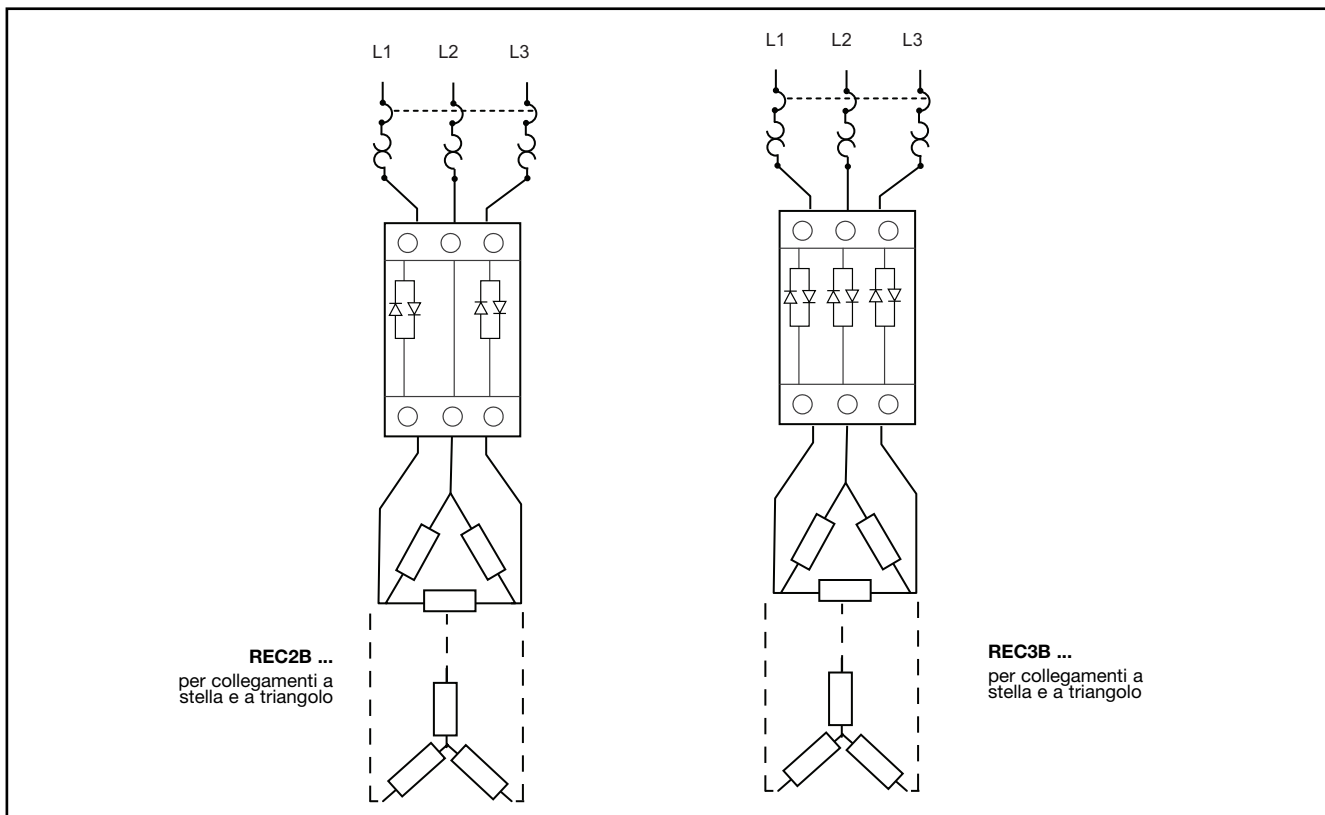 L1 L2 L3
L1 L2 L3
REC2B ...
per collegamenti a
stella e a triangolo
REC3B ...
per collegamenti a
stella e a triangolo